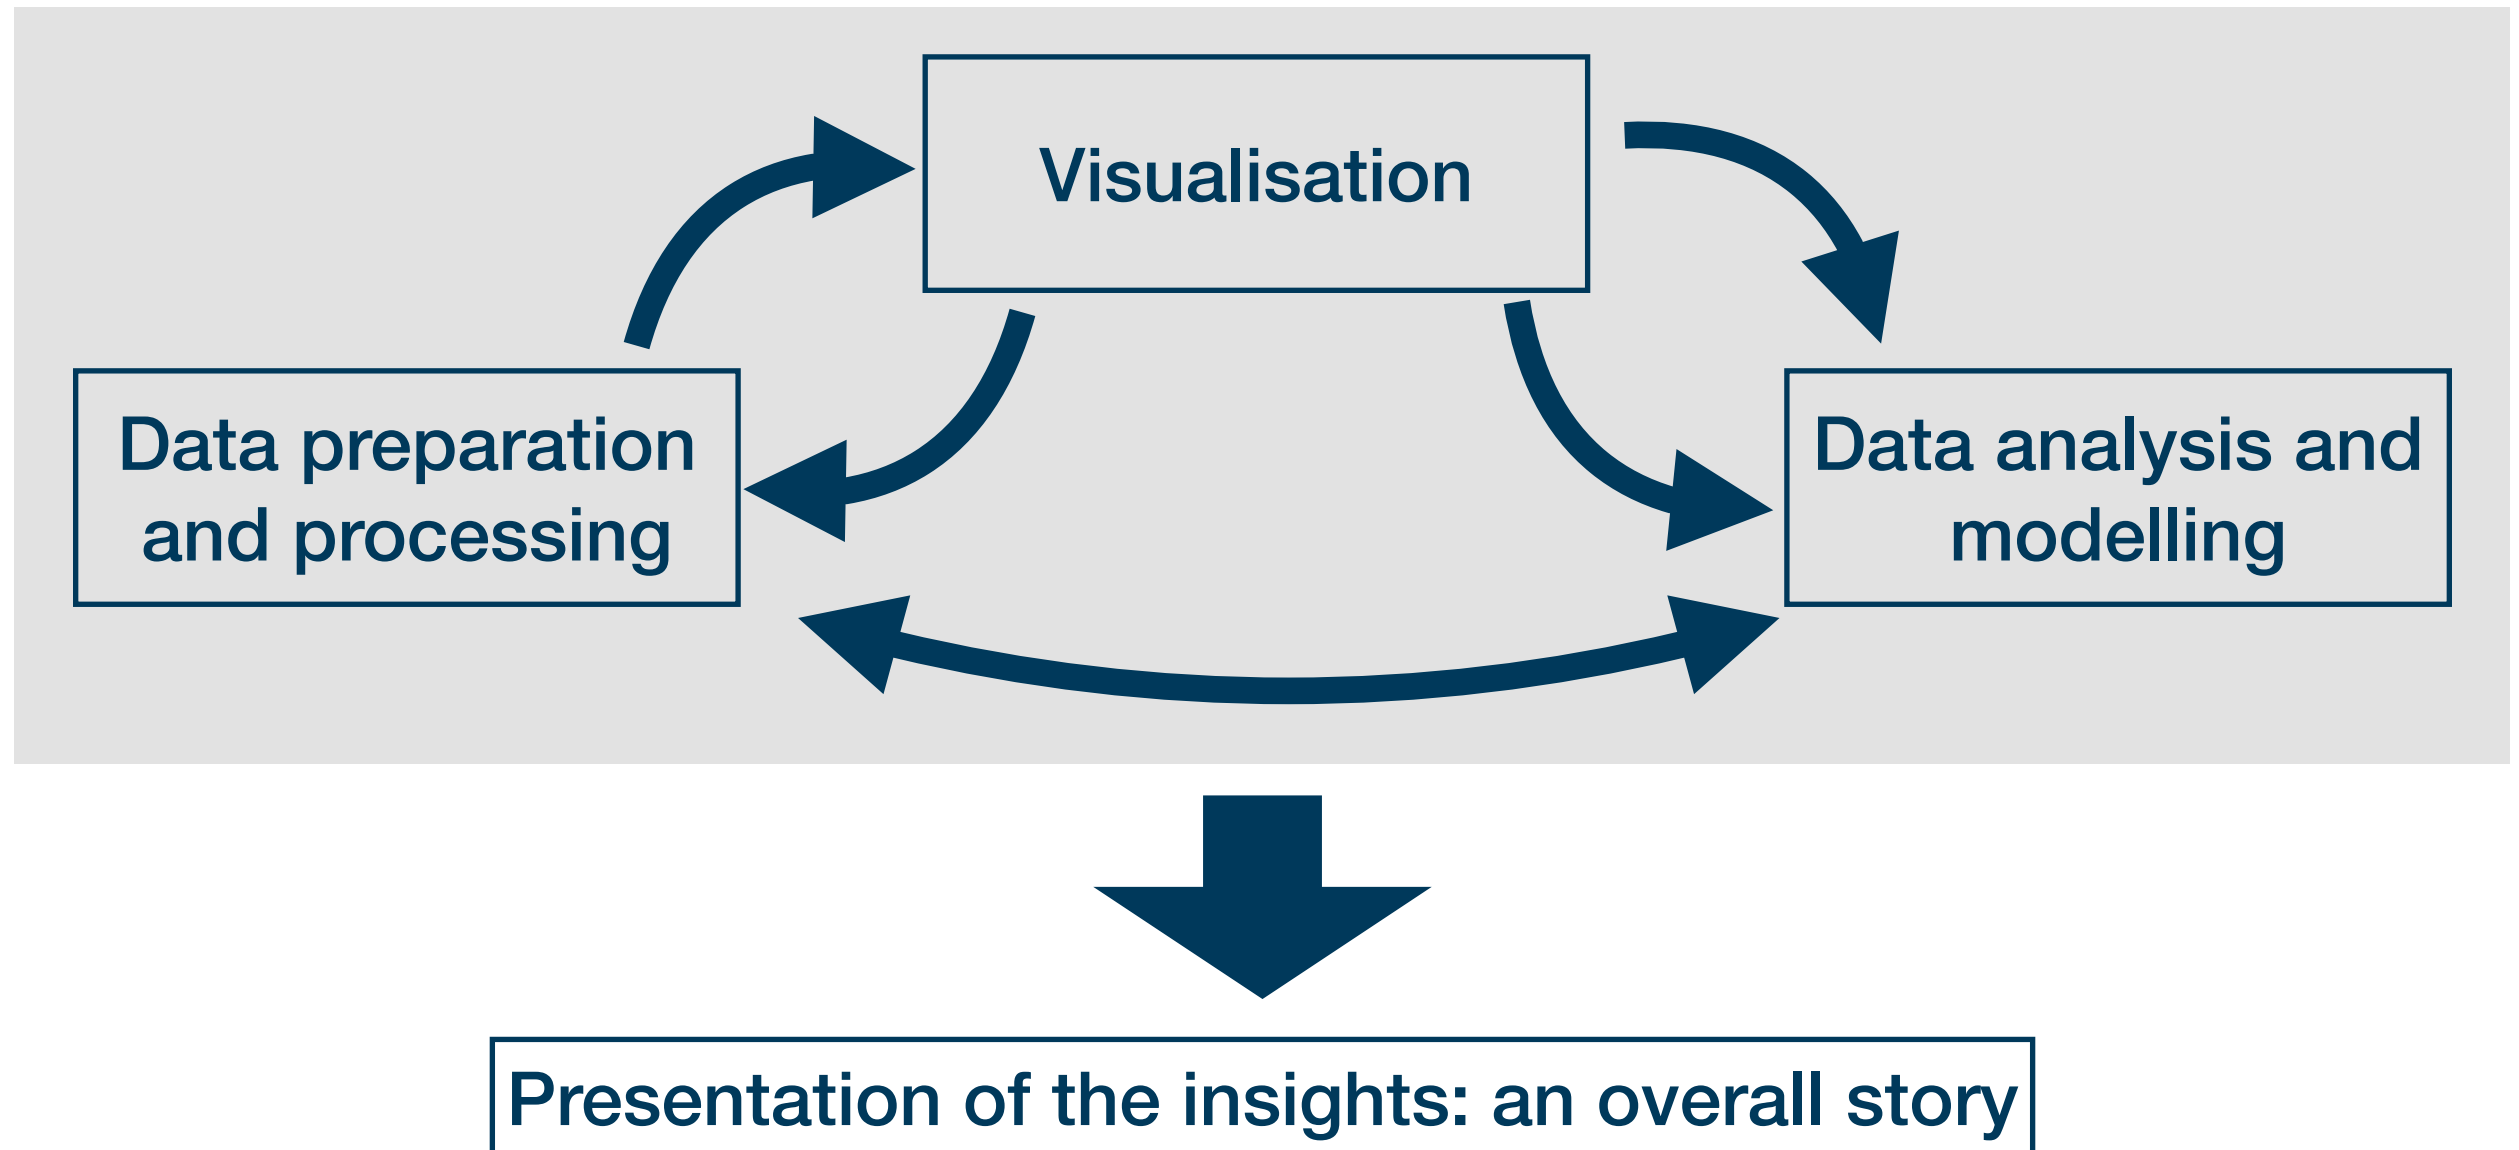 Visualisation
Data preparation
and processing
Data analysis and
modelling
Presentation of the insights: an overall story